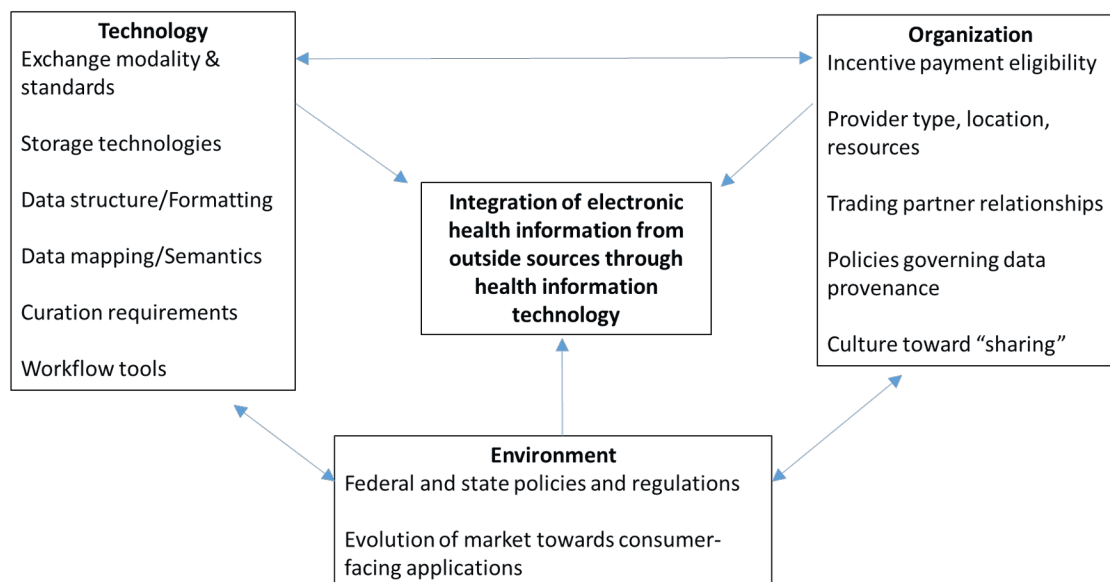 Technology
Exchange modality &
standards
Storage technologies
Data structure/Formatting
Data mapping/Semantics
Curation requirements
Workflow tools
Organization
Incentive payment eligibility
Provider type, location,
resources
Trading partner relationships
Policies governing data
provenance
Culture toward “sharing”
Integration of electronic
health information from
outside sources through
health information
technology
Environment
Federal and state policies and regulations
Evolution of market towards consumer-
facing applications